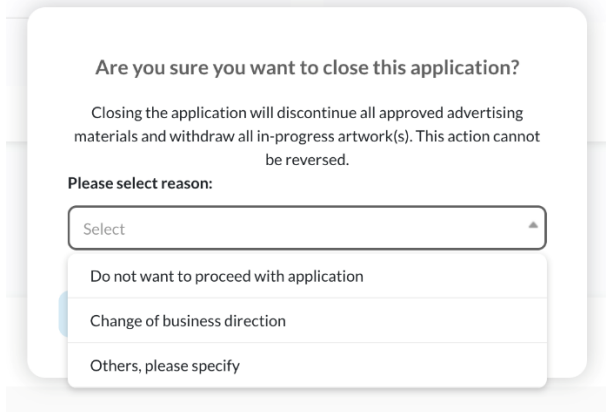 Are you sure you want to close this application?
Closing the application will discontinue all approved advertising
materials and withdraw all in-progress artwork(s). This action cannot
be reversed.
Please select reason:
Select
Do not want to proceed with application
Change of business direction
Others, please specify